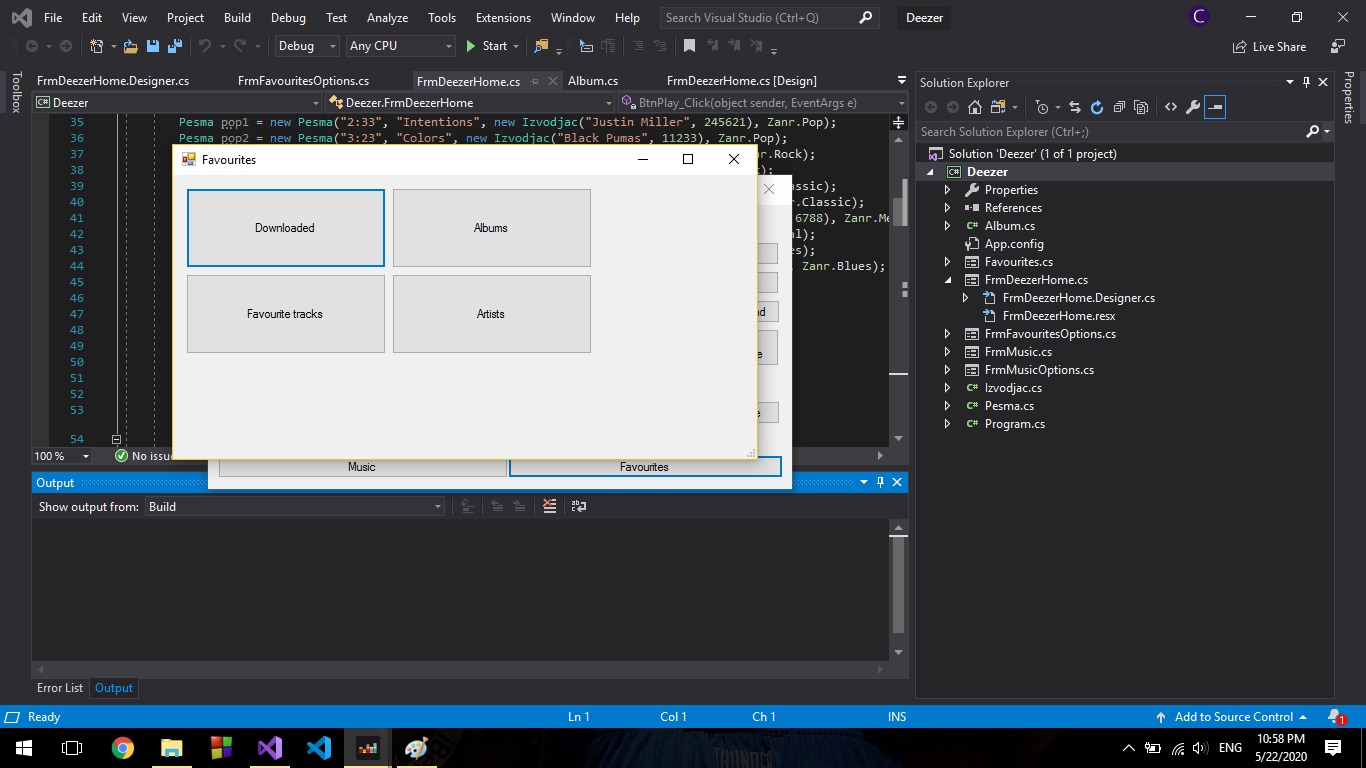 File Edit View Project Build Debug Test Analyze Tools Extensions Window Help Search Visual Studio (Ctrl+Q) Deezer C
Debug Any CPU Start Live Share
Toolbox
FrmDeezerHome.Designer.cs FrmFavouritesOptions.cs FrmDeezerHome.cs Album.cs FrmDeezerHome.cs [Design]
C# Deezer Deezer.FrmDeezerHome BtnPlay_Click(object sender, EventArgs e)
35 Pesma pop1 = new Pesma("2:33", "Intentions", new Izvodjac("Justin Miller", 245621), Zanr.Pop);
36 Pesma pop2 = new Pesma("3:23", "Colors", new Izvodjac("Black Pumas", 11233), Zanr.Pop);
37 r.Rock);
38 );
39 assic);
40 r.Classic);
41 6788), Zanr.Me
42 al);
43 es);
44 , Zanr.Blues);
45
46
47
48
49
50
51
52
53
54
Favourites
Downloaded Albums
Favourite tracks Artists
nd
e
e
Music Favourites
100 % No issu
Output
Show output from: Build
Error List Output
Solution Explorer
Search Solution Explorer (Ctrl+;)
Solution 'Deezer' (1 of 1 project)
C# Deezer
Properties
References
C# Album.cs
App.config
Favourites.cs
FrmDeezerHome.cs
FrmDeezerHome.Designer.cs
FrmDeezerHome.resx
FrmFavouritesOptions.cs
FrmMusic.cs
FrmMusicOptions.cs
C# Izvodjac.cs
C# Pesma.cs
C# Program.cs
Properties
Ready Ln 1 Col 1 Ch 1 INS Add to Source Control 1
THUNDER
ENG 10:58 PM
5/22/2020